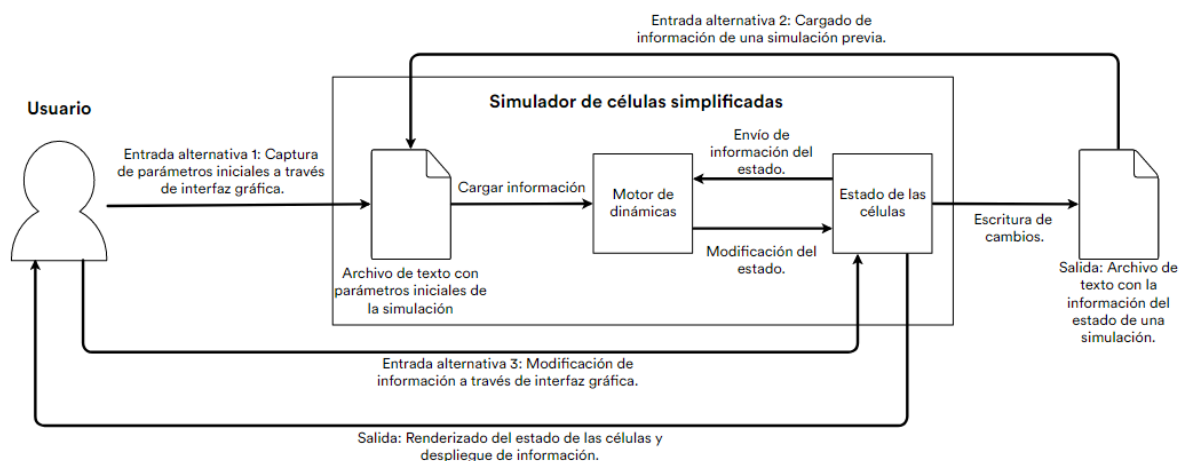 Entrada alternativa 2: Cargado de
información de una simulación previa.
Usuario
Simulador de células simplificadas
Entrada alternativa 1: Captura
de parámetros iniciales a través
de interfaz gráfica.
Cargar información
Motor de
dinámicas
Envío de
información del
estado.
Modificación del
estado.
Estado de las
células
Escritura de
cambios.
Archivo de texto con
parámetros iniciales de
la simulación
Salida: Archivo de
texto con la
información del
estado de una
simulación.
Entrada alternativa 3: Modificación de
información a través de interfaz gráfica.
Salida: Renderizado del estado de las células y
despliegue de información.